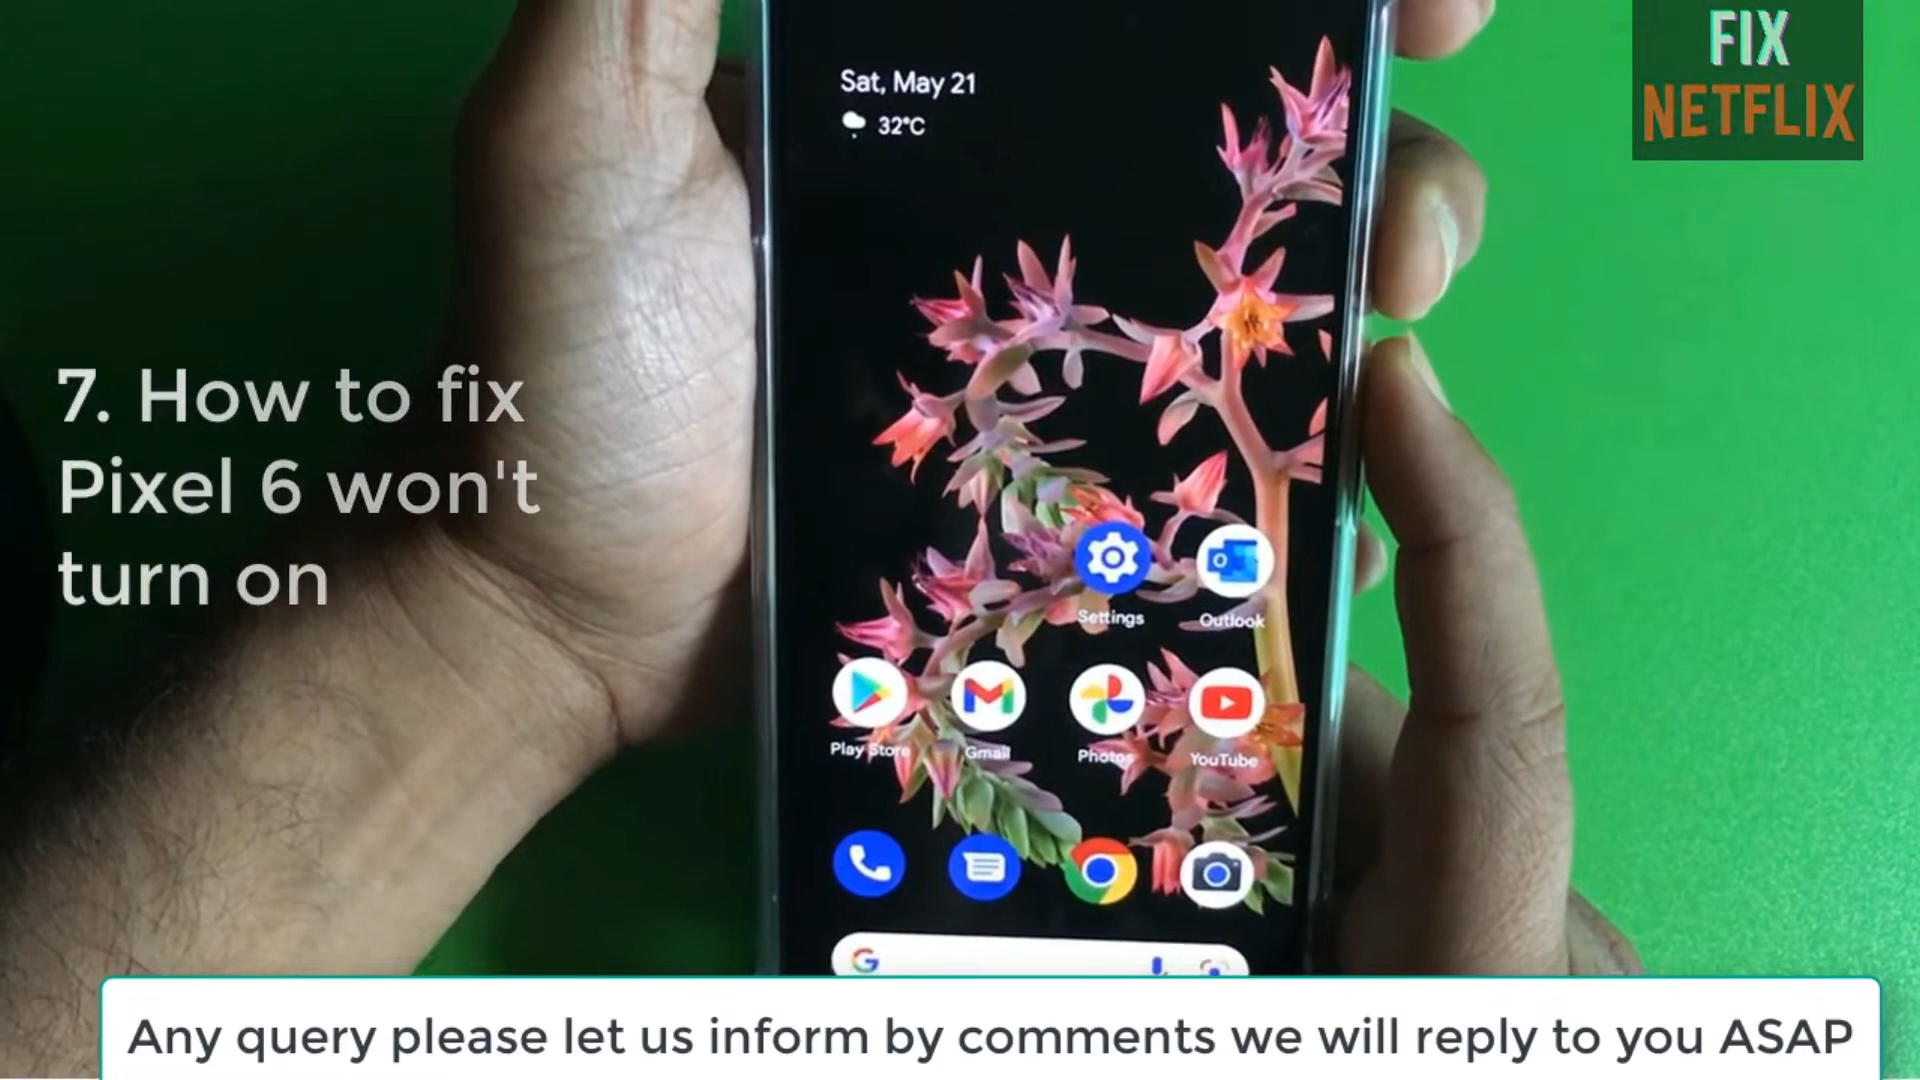 FIX
NETFLIX
Sat, May 21
32°C
7. How to fix
Pixel 6 won't
turn on
Settings
Outlook
Play Store
Gmail
Photos
YouTube
G
Any query please let us inform by comments we will reply to you ASAP